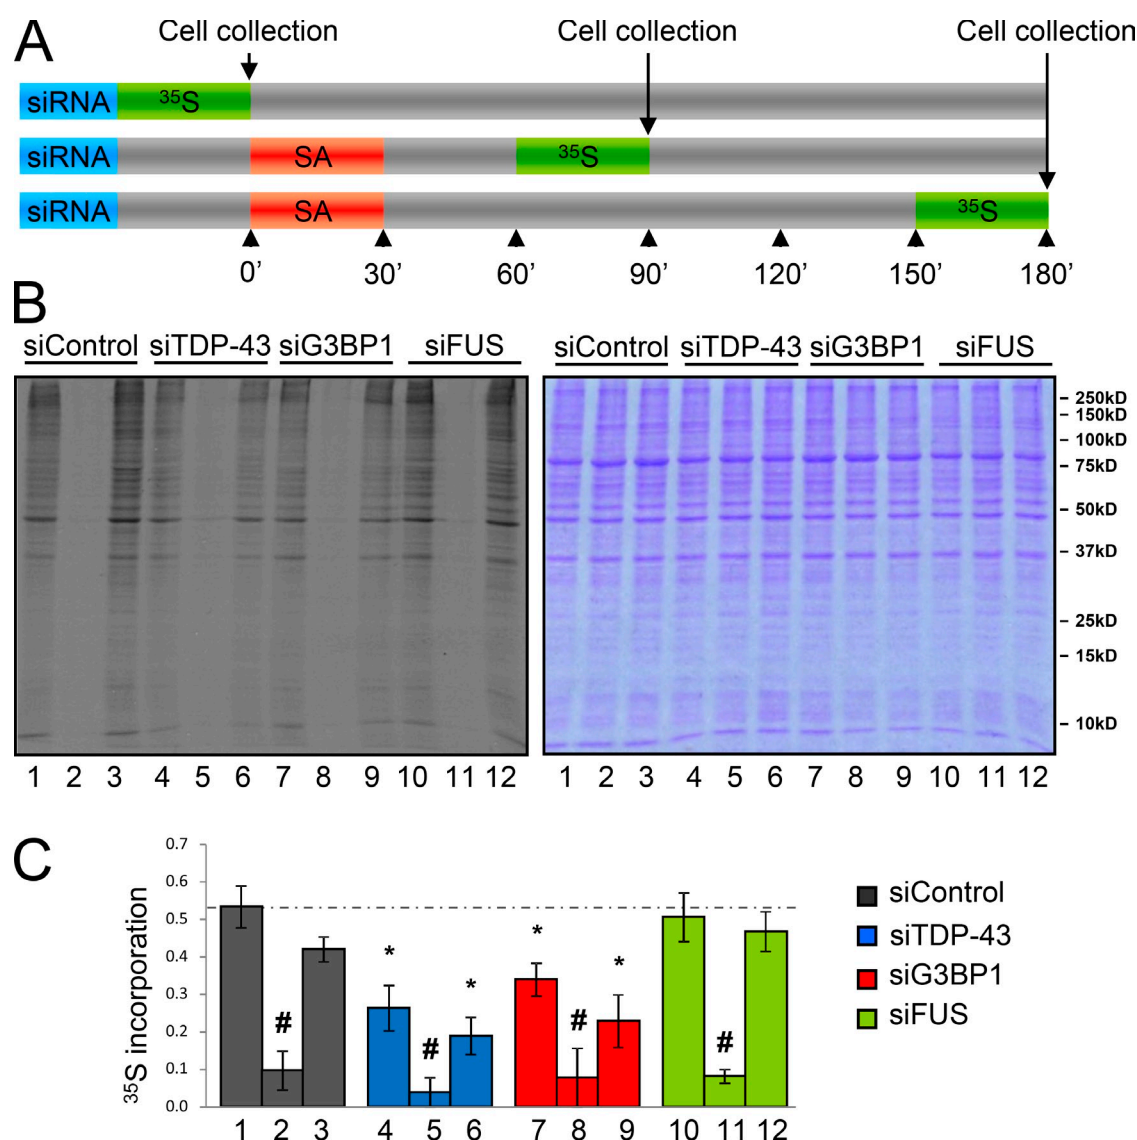 A
Cell collection Cell collection Cell collection
siRNA 35S
siRNA SA 35S
siRNA SA 35S
0’ 30’ 60’ 90’ 120’ 150’ 180’
B
siControl siTDP-43 siG3BP1 siFUS siControl siTDP-43 siG3BP1 siFUS
250kD
150kD
100kD
75kD
50kD
37kD
25kD
15kD
10kD
1 2 3 4 5 6 7 8 9 10 11 12 1 2 3 4 5 6 7 8 9 10 11 12
C
35S incorporation
0.7
0.6
0.5
0.4
0.3
0.2
0.1
0.0
# * # * * # * #
1 2 3 4 5 6 7 8 9 10 11 12
siControl
siTDP-43
siG3BP1
siFUS